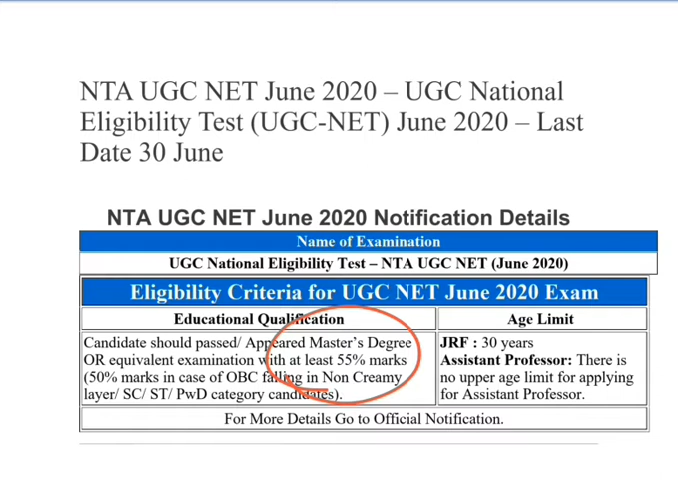 NTA UGC NET June 2020 – UGC National
Eligibility Test (UGC-NET) June 2020 – Last
Date 30 June
NTA UGC NET June 2020 Notification Details
Name of Examination
UGC National Eligibility Test – NTA UGC NET (June 2020)
Eligibility Criteria for UGC NET June 2020 Exam
Educational Qualification
Age Limit
Candidate should passed/ Appeared Master's Degree
OR equivalent examination with at least 55% marks
(50% marks in case of OBC falling in Non Creamy
layer/ SC/ ST/ PwD category candidates).
JRF : 30 years
Assistant Professor: There is
no upper age limit for applying
for Assistant Professor.
For More Details Go to Official Notification.